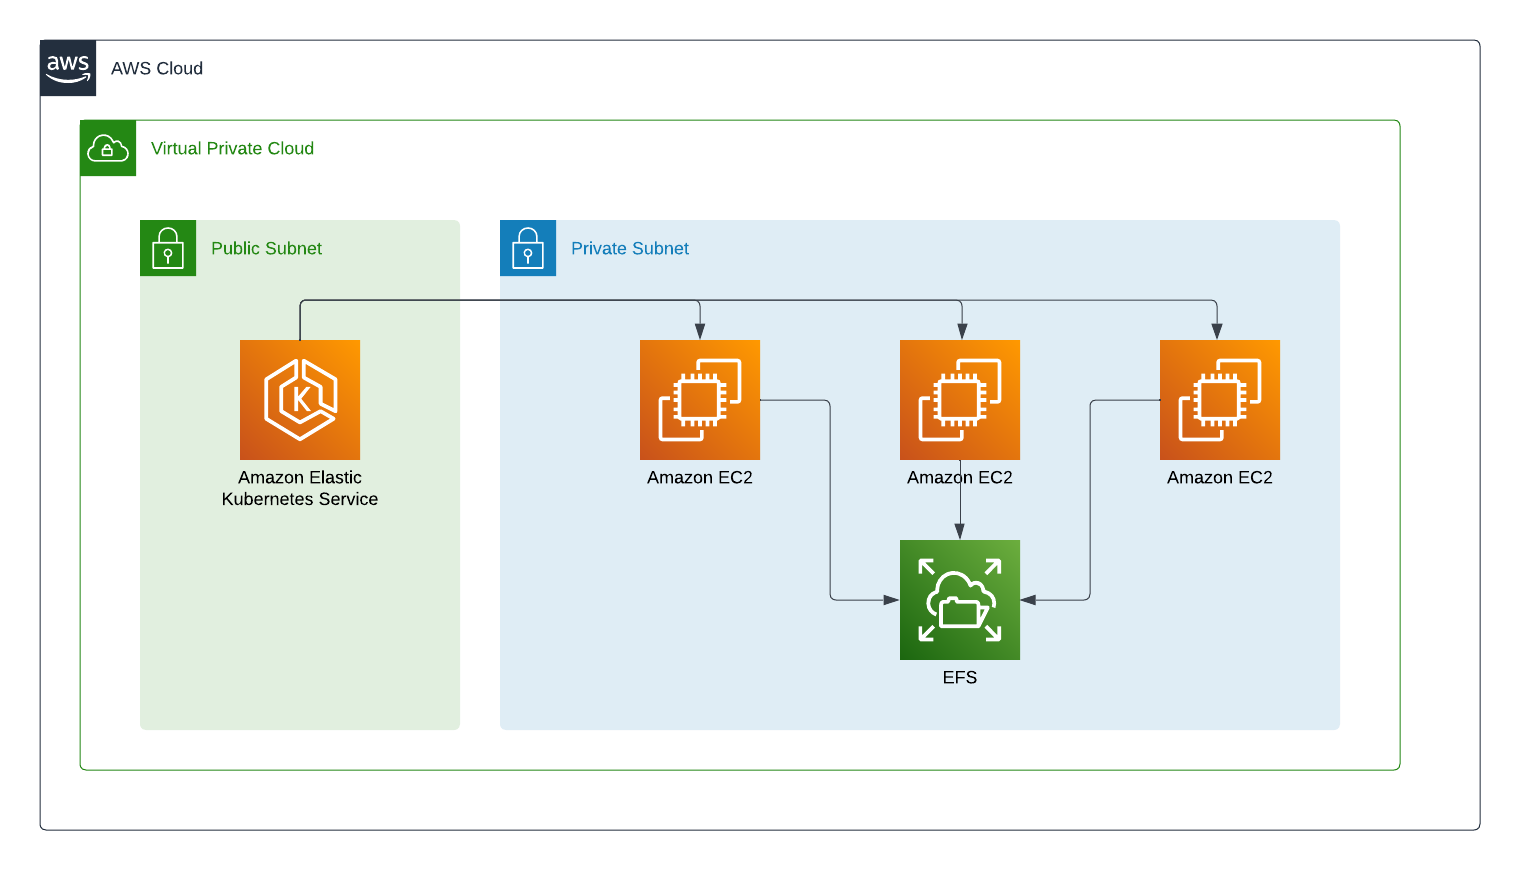 aws
AWS Cloud
Virtual Private Cloud
Public Subnet
Private Subnet
K
Amazon Elastic
Kubernetes Service
Amazon EC2
Amazon EC2
Amazon EC2
EFS